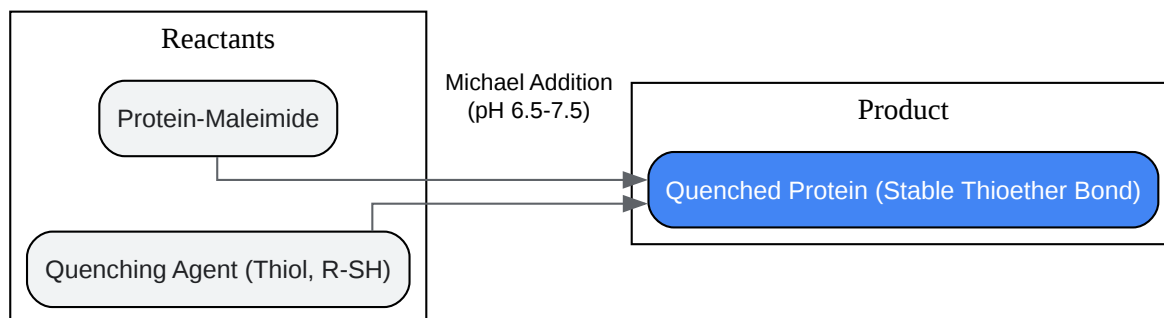 Reactants
Protein-Maleimide
Quenching Agent (Thiol, R-SH)
Michael Addition
(pH 6.5-7.5)
Product
Quenched Protein (Stable Thioether Bond)